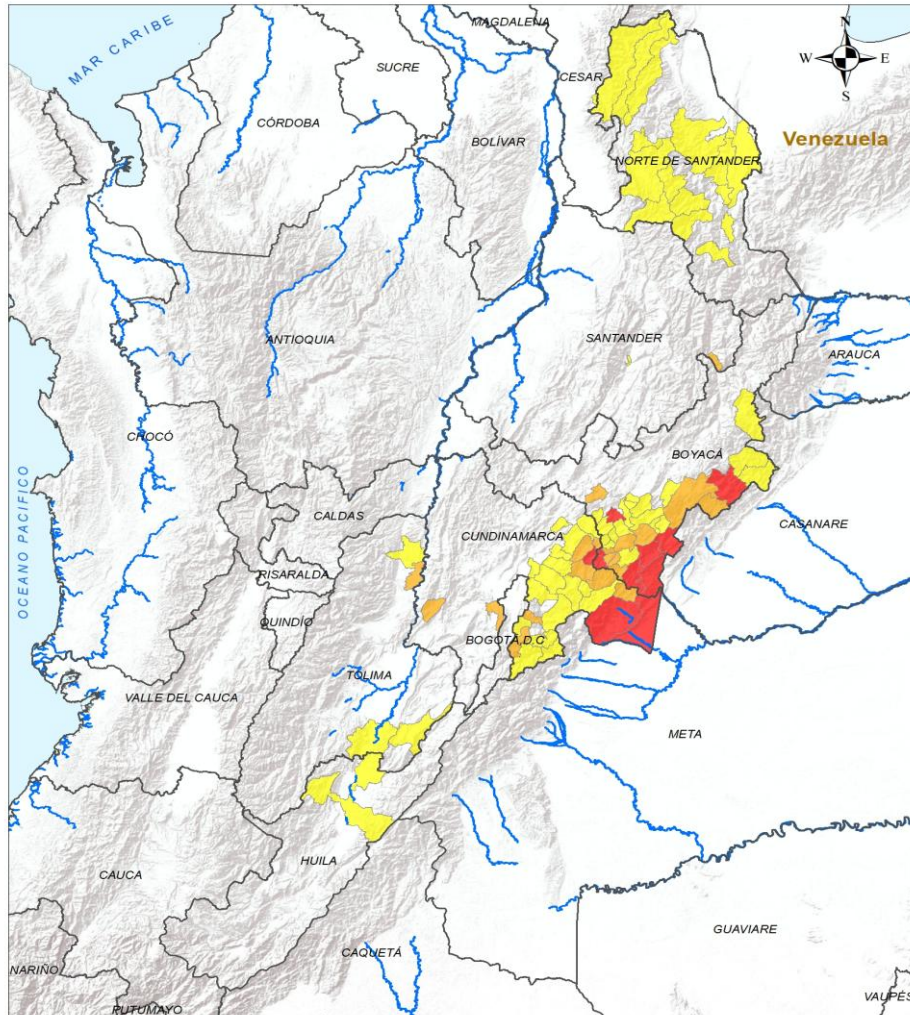 MAGDALENA
MAR CARIBE
N
W
E
S
SUCRE
CESAR
CÓRDOBA
BOLÍVAR
Venezuela
NORTE DE SANTANDER
ANTIOQUIA
SANTANDER
ARAUCA
CHOCÓ
BOYACÁ
OCEANO PACIFICO
CALDAS
CUNDINAMARCA
CASANARE
RISARALDA
QUINDÍO
BOGOTÁ, D.C
TOLIMA
VALLE DEL CAUCA
META
HUILA
CAUCA
GUAVIARE
CAQUETÁ
NARIÑO
VAUPÉS
PUTUMAYO